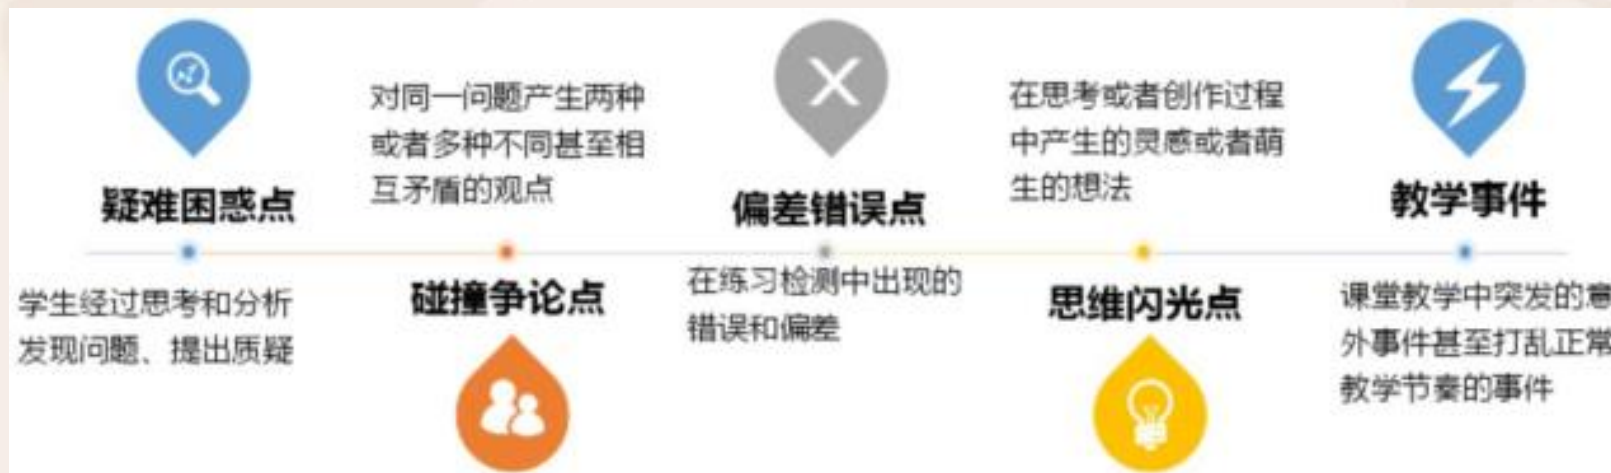 疑难困惑点
学生经过思考和分析
发现问题、提出质疑
对同一问题产生两种
或者多种不同甚至相
互矛盾的观点
碰撞争论点
偏差错误点
在练习检测中出现的
错误和偏差
在思考或者创作过程
中产生的灵感或者萌
生的想法
思维闪光点
教学事件
课堂教学中突发的意
外事件甚至打乱正常
教学节奏的事件